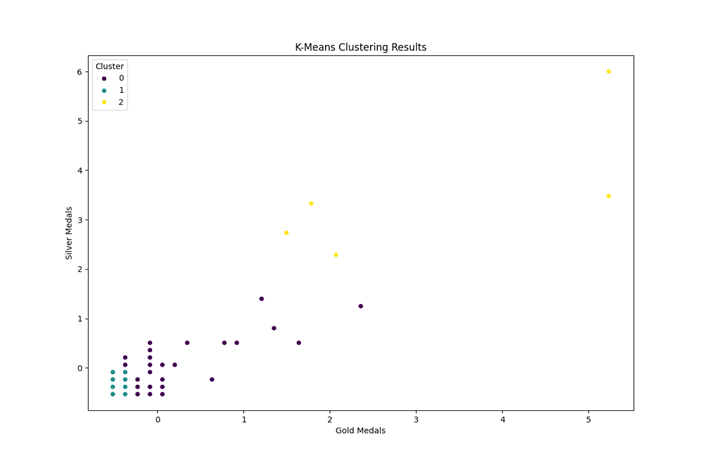 K-Means Clustering Results
Cluster
0
1
2
6
5
4
3
2
1
0
Silver Medals
0 1 2 3 4 5
Gold Medals